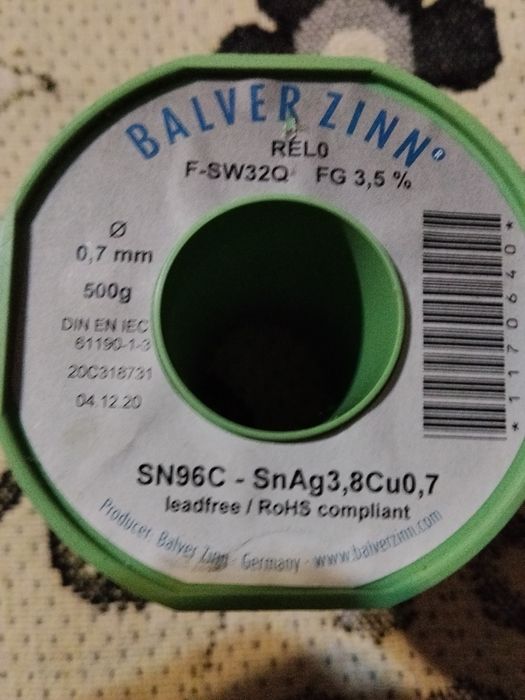 BALVER ZINN®
REL0
F-SW32Q FG 3,5 %
Ø
0,7 mm
500g
DIN EN IEC
61190-1-3
20C318731
04.12.20
*1170640*
SN96C - SnAg3,8Cu0,7
leadfree / RoHS compliant
Producer: Balver Zinn · Germany · www.balverzinn.com